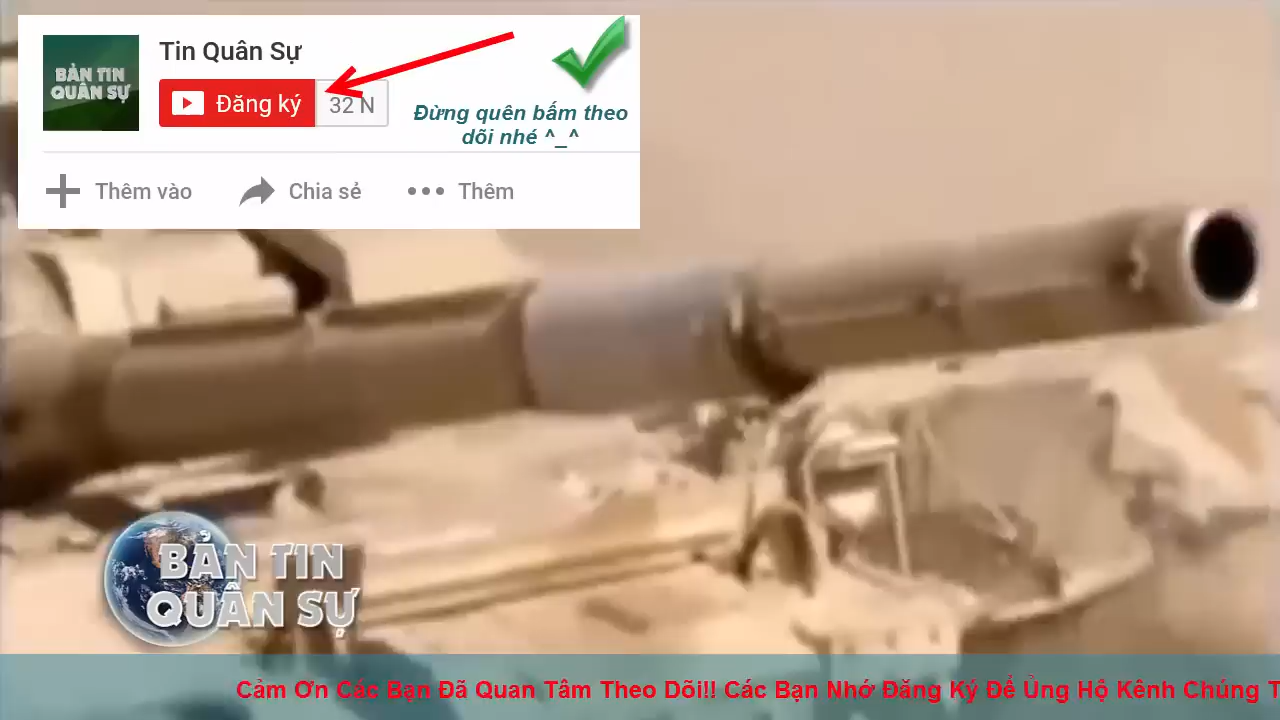 Tin Quân Sự
BẢN TIN
QUÂN SỰ
Đăng ký
32 N
Đừng quên bấm theo
dõi nhé ^_^
Thêm vào
Chia sẻ
Thêm
BẢN TIN
QUÂN SỰ
Cảm Ơn Các Bạn Đã Quan Tâm Theo Dõi!! Các Bạn Nhớ Đăng Ký Để Ủng Hộ Kênh Chúng T